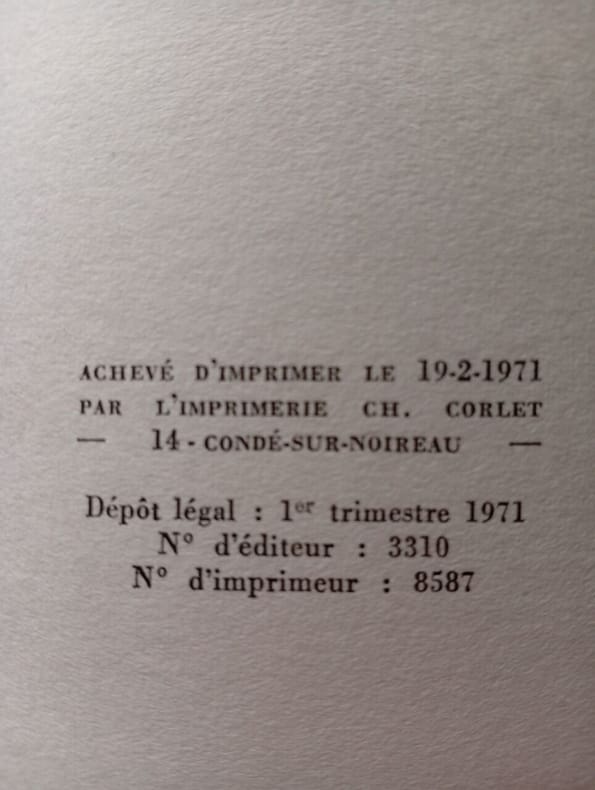 ACHEVÉ D'IMPRIMER LE 19-2-1971
PAR L'IMPRIMERIE CH. CORLET
— 14 - CONDÉ-SUR-NOIREAU —
Dépôt légal : 1er trimestre 1971
N° d'éditeur : 3310
N° d'imprimeur : 8587